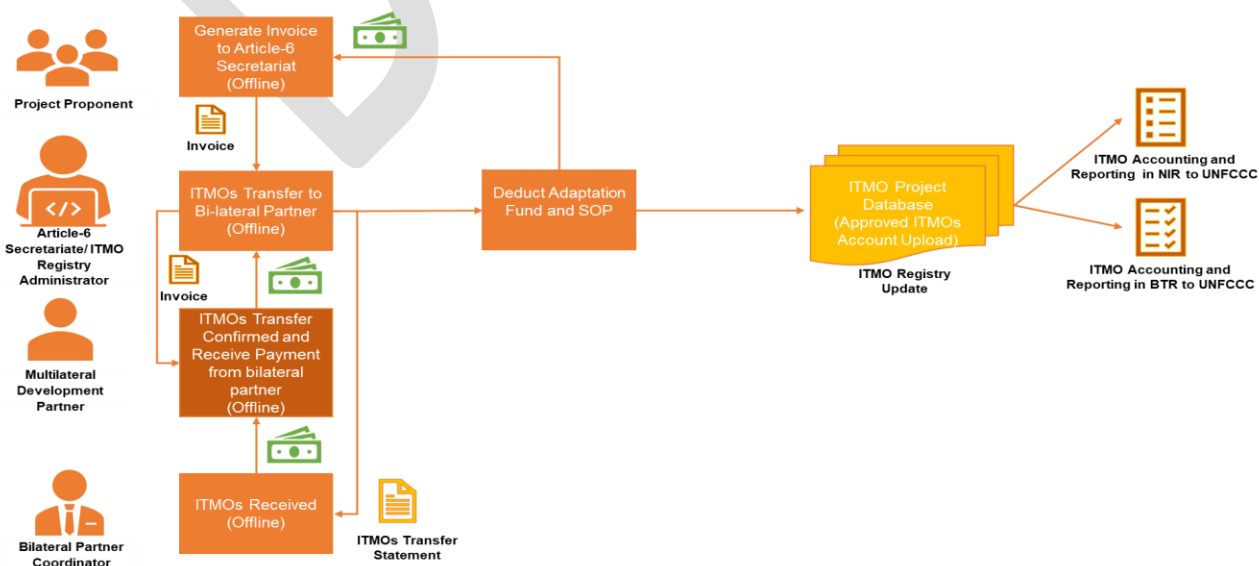 Project Proponent
Generate Invoice
to Article-6
Secretariat
(Offline)
Invoice
</>
Article-6
Secretariate/ ITMO
Registry
Administrator
ITMOs Transfer to
Bi-lateral Partner
(Offline)
Invoice
Deduct Adaptation
Fund and SOP
ITMO Project
Database
(Approved ITMOs
Account Upload)
ITMO Registry
Update
ITMO Accounting and
Reporting in NIR to UNFCCC
ITMO Accounting and
Reporting in BTR to UNFCCC
Multilateral
Development
Partner
ITMOs Transfer
Confirmed and
Receive Payment
from bilateral
partner
(Offline)
Bilateral Partner
Coordinator
ITMOs Received
(Offline)
ITMOs Transfer
Statement